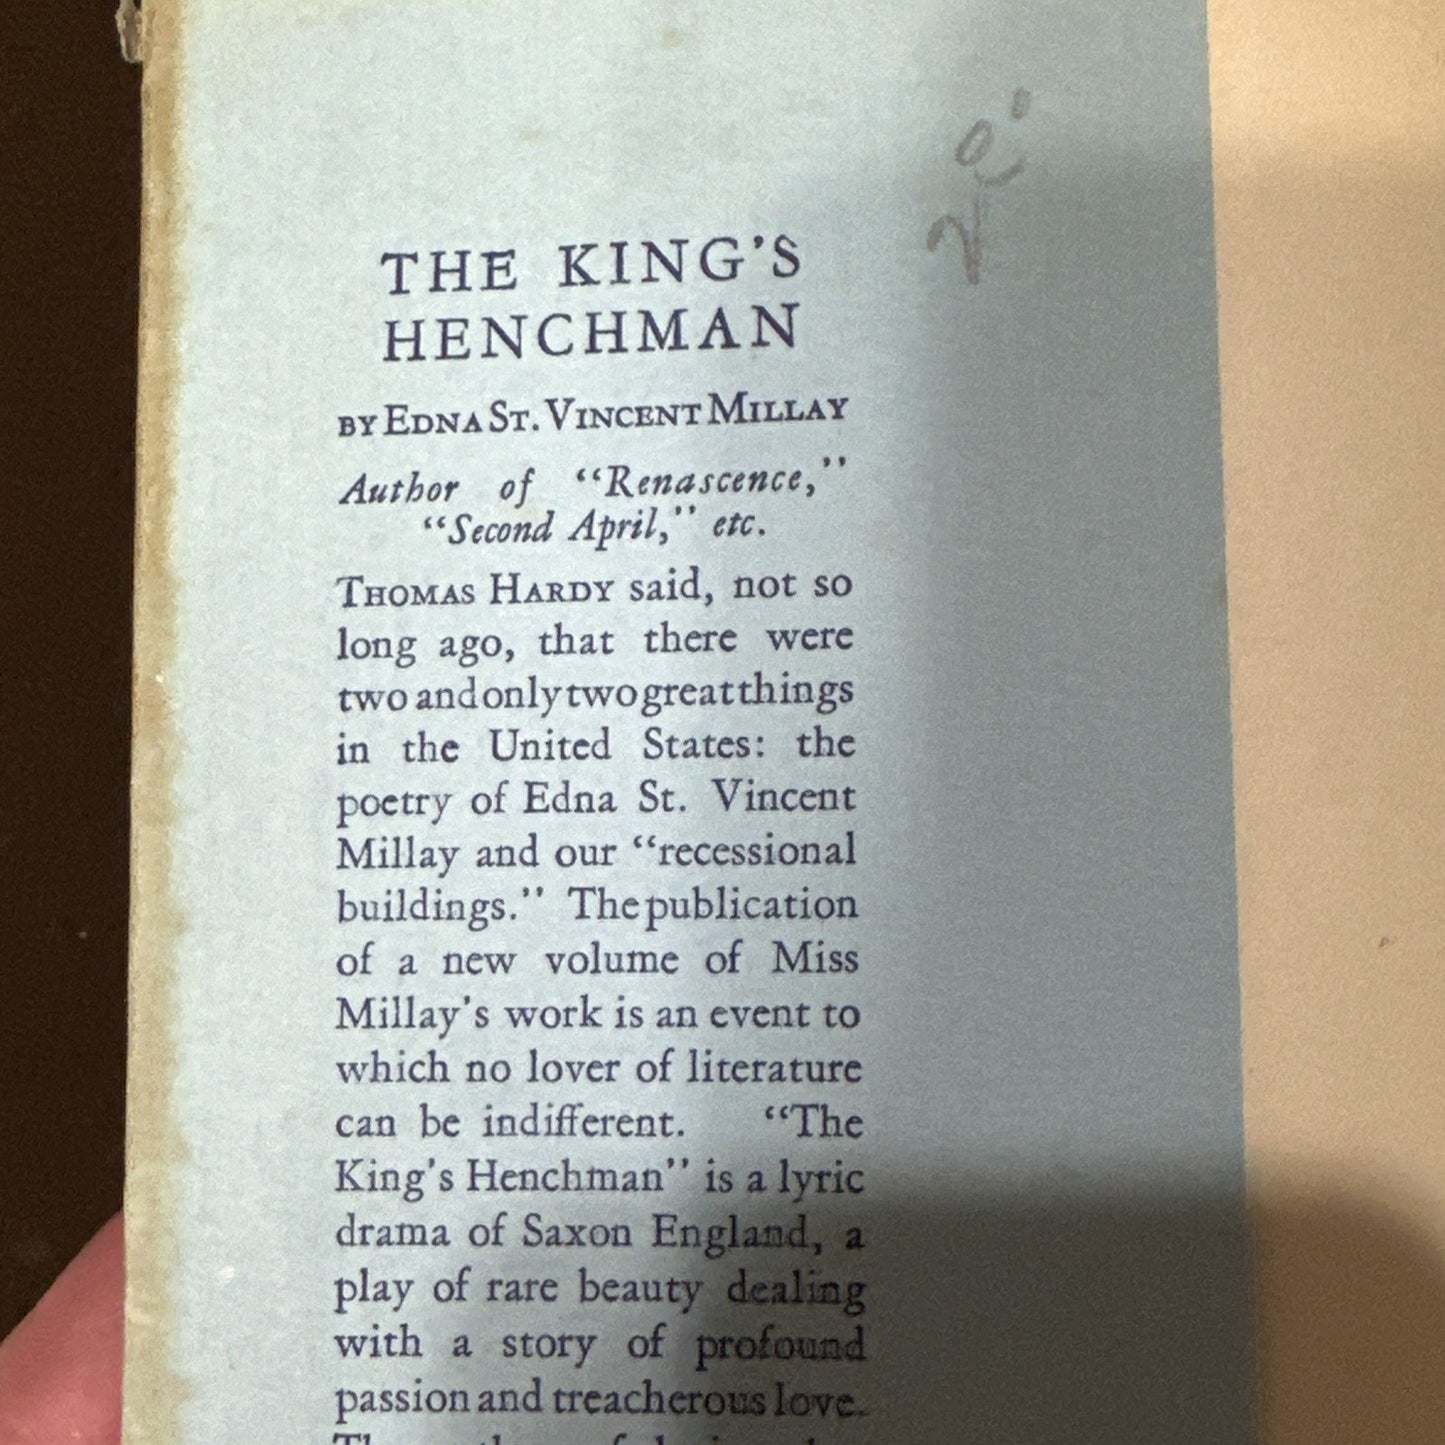 THE KING'S
HENCHMAN
BY EDNA ST. VINCENT MILLAY
Author of “Renascence,”
“Second April,” etc.
THOMAS HARDY said, not so
long ago, that there were
two and only two great things
in the United States: the
poetry of Edna St. Vincent
Millay and our “recessional
buildings.” The publication
of a new volume of Miss
Millay's work is an event to
which no lover of literature
can be indifferent. “The
King's Henchman” is a lyric
drama of Saxon England, a
play of rare beauty dealing
with a story of profound
passion and treacherous love.